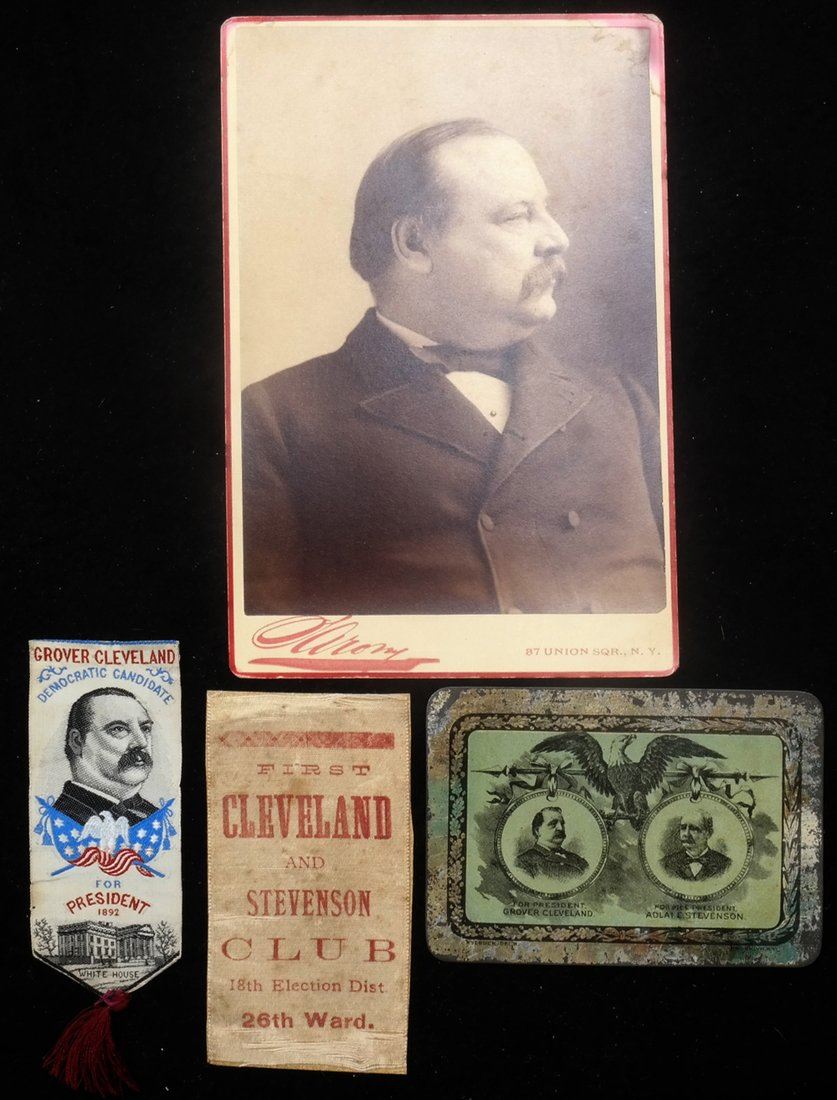 Sarony
87 UNION SQR., N. Y.
GROVER CLEVELAND
DEMOCRATIC CANDIDATE
FOR
PRESIDENT
1892
WHITE HOUSE
FIRST
CLEVELAND
AND
STEVENSON
CLUB
18th Election Dist.
26th Ward.
FOR PRESIDENT,
GROVER CLEVELAND.
FOR VICE PRESIDENT,
ADLAI E. STEVENSON.